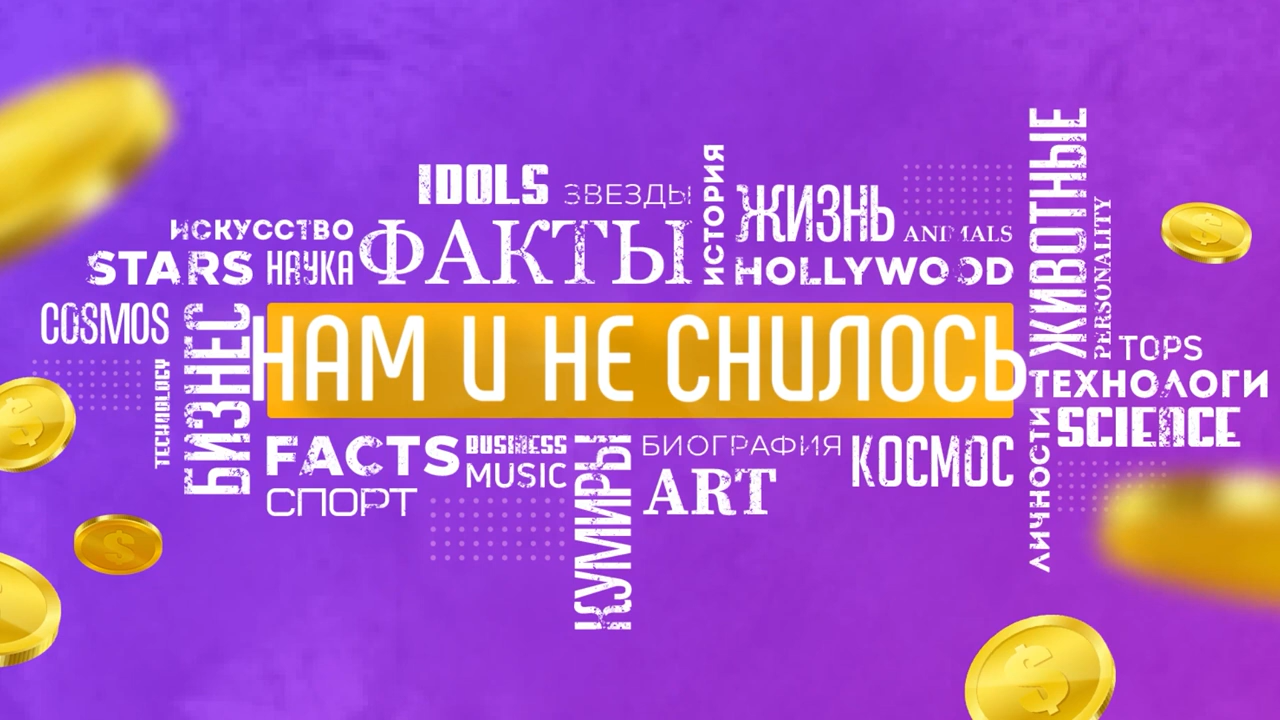 IDOLS
ЗВЕЗДЫ
ИСТОРИЯ
ЖИЗНЬ
ANIMALS
ЖИВОТНЫЕ
PERSONALITY
ИСКУССТВО
STARS
НАУКА
ФАКТЫ
HOLLYWOOD
COSMOS
TECHNOLOGY
БИЗНЕС
НАМ И НЕ СНИЛОСЬ
TOPS
ТЕХНОЛОГИ
SCIENCE
ЛИЧНОСТИ
FACTS
BUSINESS
MUSIC
СПОРТ
КУМИРЫ
БИОГРАФИЯ
ART
КОСМОС